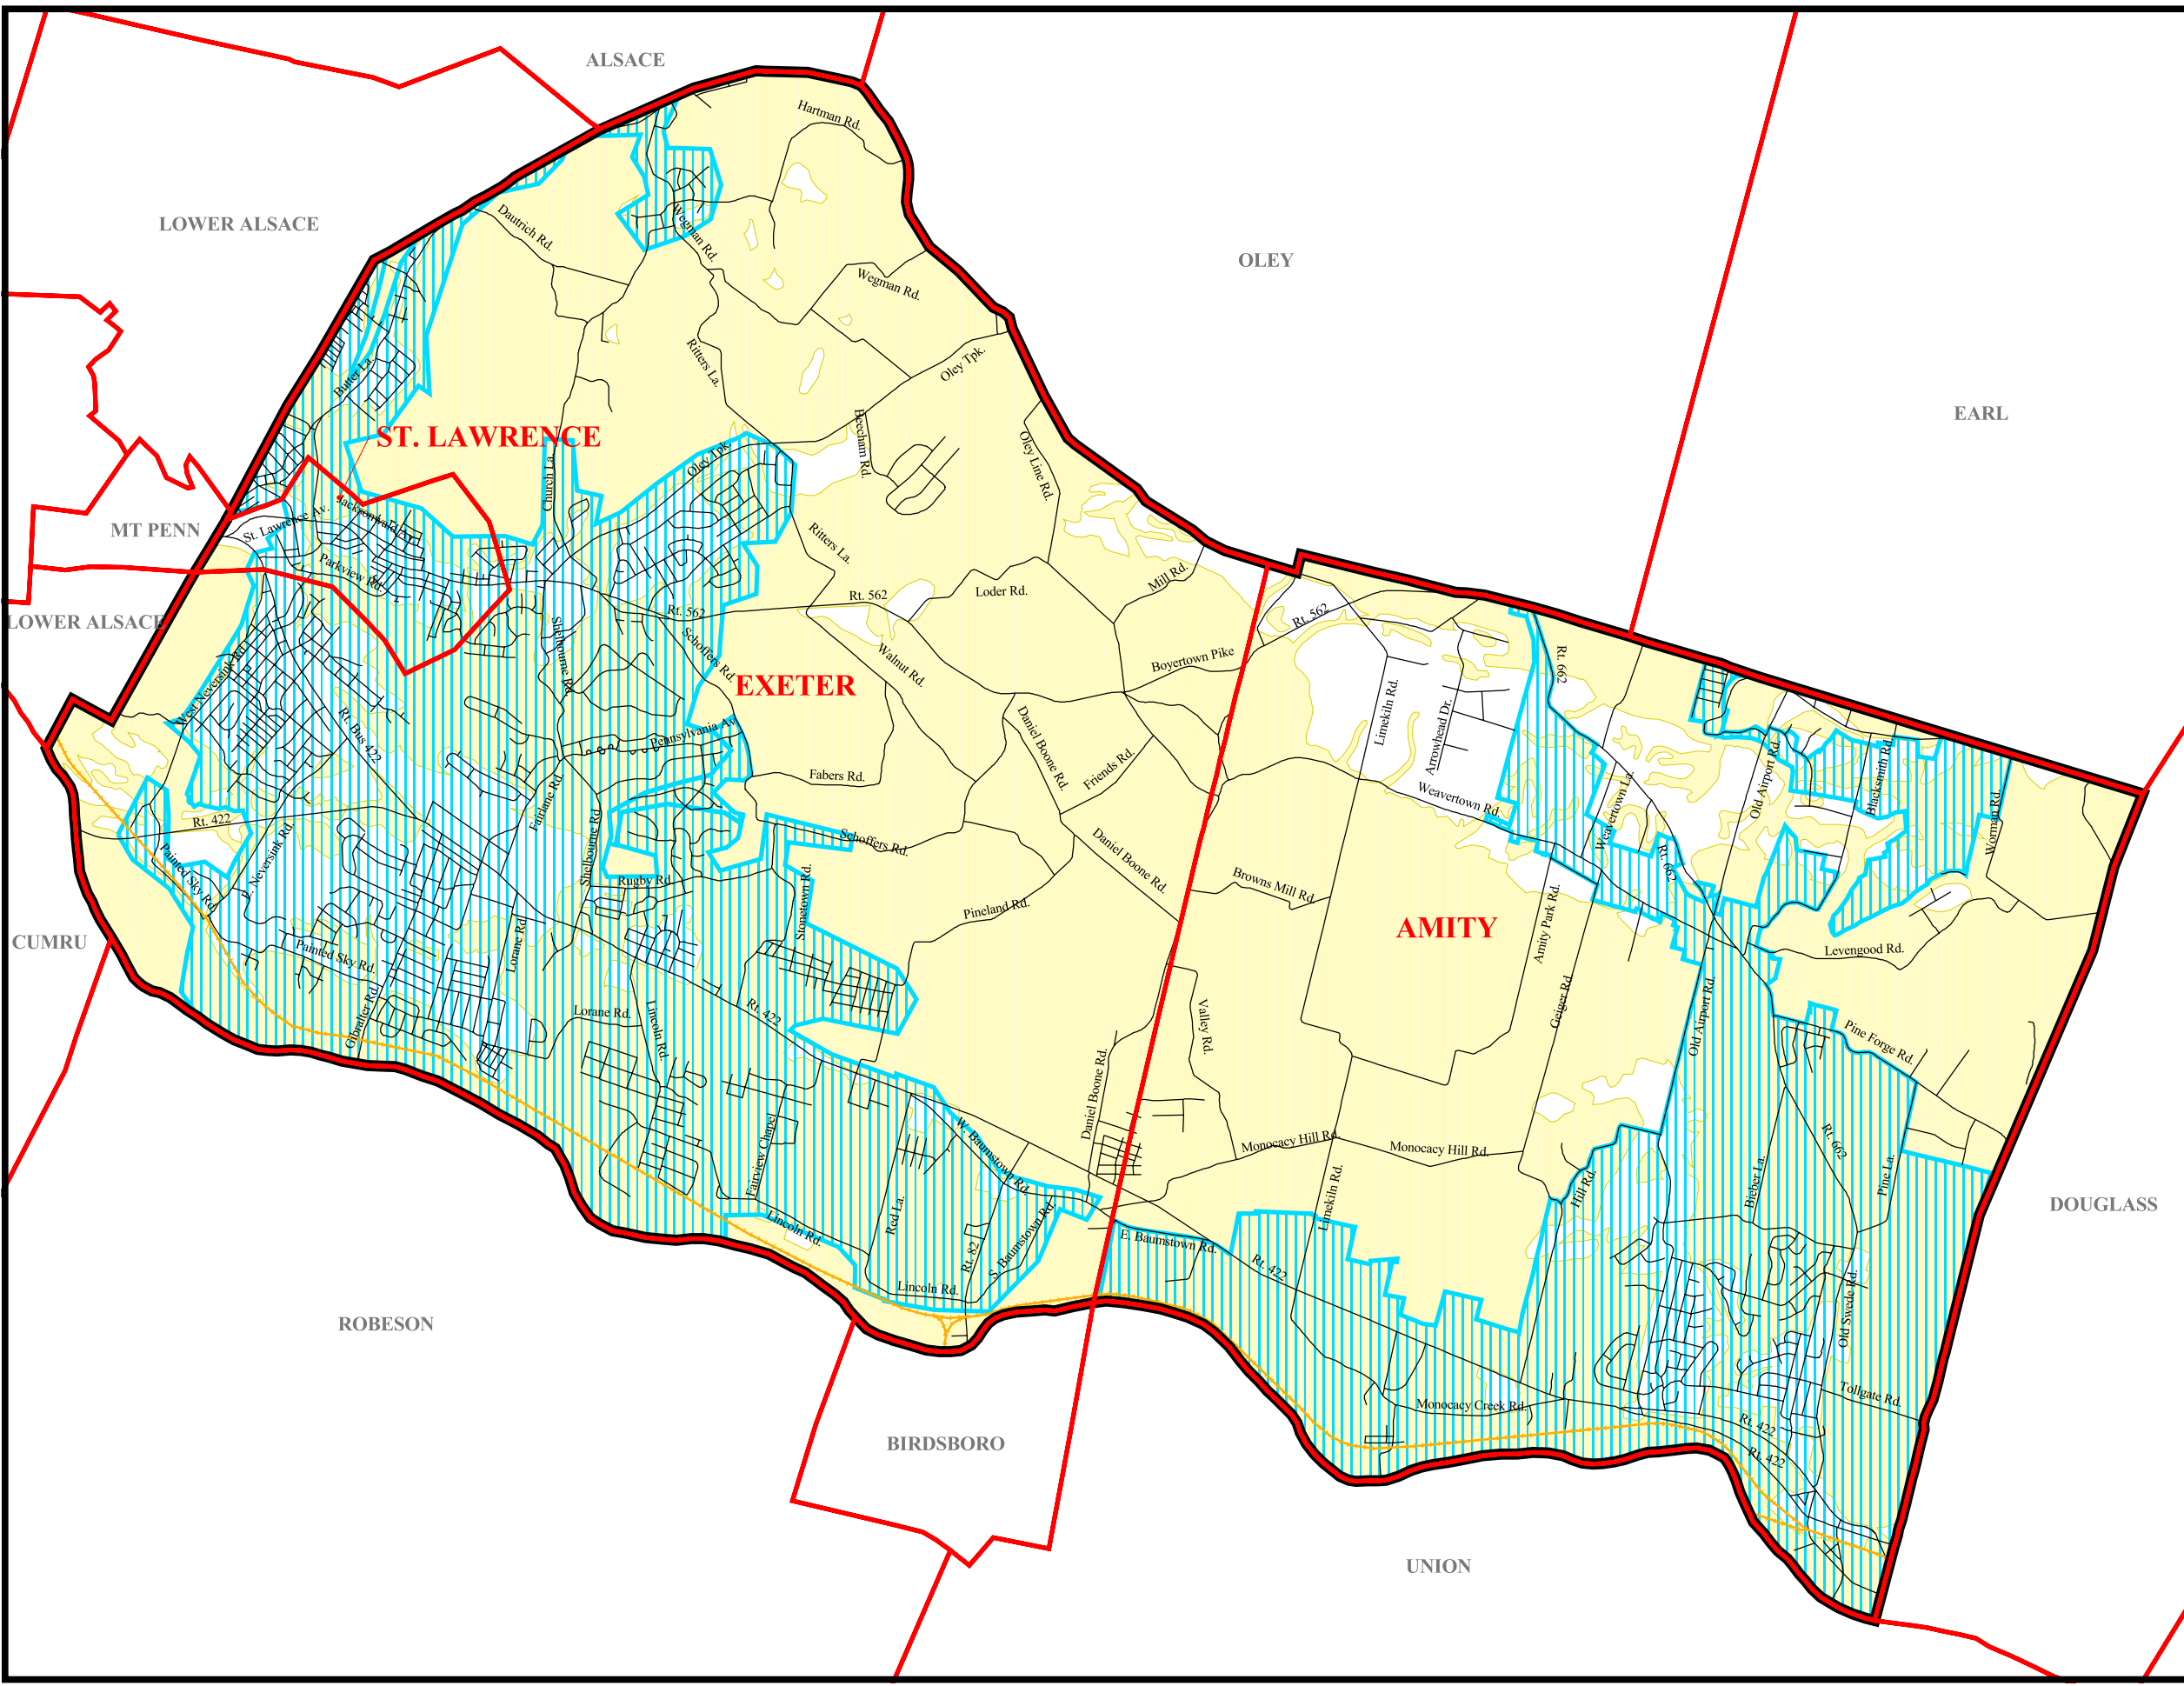 ALSACE
Hartman Rd.
LOWER ALSACE
Dautrich Rd.
Wegman Rd.
OLEY
Wegman Rd.
Ritters La.
Oley Tpk.
Butter La.
EARL
ST. LAWRENCE
Beecham Rd.
Oley Line Rd.
Oley Tpk.
Church La.
MT PENN
St. Lawrence Av.
Jacksonwald Av.
Ritters La.
Parkview Rd.
Mill Rd.
Loder Rd.
Rt. 562
Rt. 562
Rt. 562
LOWER ALSACE
Shelbourne Rd.
Schoffers Rd.
Walnut Rd.
Boyertown Pike
Rt. 662
West Neversink Rd.
EXETER
Limekiln Rd.
Arrowhead Dr.
Rt. Bus 422
Pennsylvania Av.
Daniel Boone Rd.
Friends Rd.
Old Airport Rd.
Blacksmith Rd.
Fabers Rd.
Weavertown Rd.
Weavertown La.
Worman Rd.
Fairlane Rd.
Rt. 422
E. Neversink Rd.
Shelbourne Rd.
Schoffers Rd.
Daniel Boone Rd.
Rt. 662
Painted Sky Rd.
Rugby Rd.
Stonetown Rd.
Browns Mill Rd.
Pineland Rd.
AMITY
Amity Park Rd.
CUMRU
Painted Sky Rd.
Lorane Rd.
Levengood Rd.
Gibralter Rd.
Lorane Rd.
Lincoln Rd.
Rt. 422
Valley Rd.
Geiger Rd.
Old Airport Rd.
Pine Forge Rd.
Daniel Boone Rd.
Fairview Chapel
W. Baumstown Rd.
Monocacy Hill Rd.
Monocacy Hill Rd.
Rt. 662
Hill Rd.
Bieber La.
Pine La.
DOUGLASS
Limekiln Rd.
Red La.
Lincoln Rd.
Rt. 82
S. Baumstown Rd.
E. Baumstown Rd.
Rt. 422
Lincoln Rd.
Old Swede Rd.
ROBESON
Tollgate Rd.
Monocacy Creek Rd.
Rt. 422
Rt. 422
BIRDSBORO
UNION